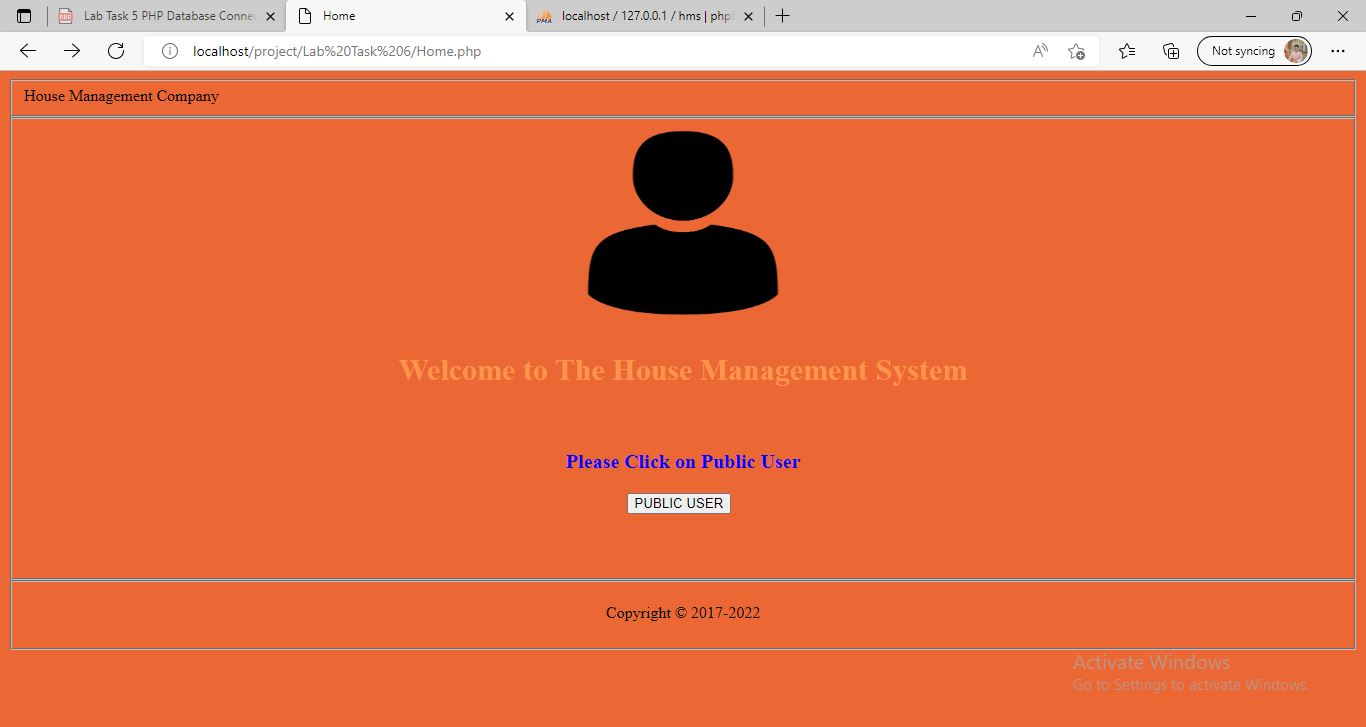 Lab Task 5 PHP Database Connec
Home
localhost / 127.0.0.1 / hms | php
localhost/project/Lab%20Task%206/Home.php
Not syncing
House Management Company
Welcome to The House Management System
Please Click on Public User
PUBLIC USER
Copyright © 2017-2022
Activate Windows
Go to Settings to activate Windows.